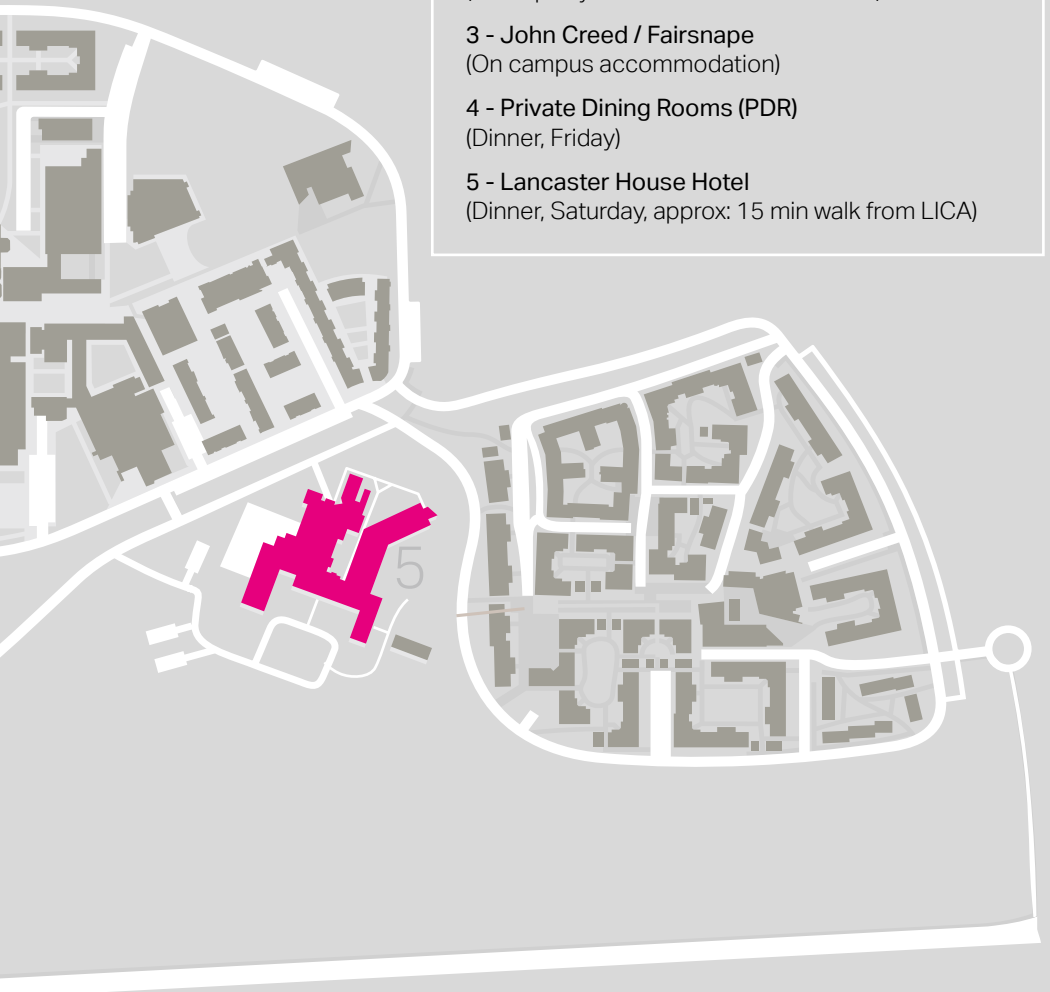 3 - John Creed / Fairsnape
(On campus accommodation)
4 - Private Dining Rooms (PDR)
(Dinner, Friday)
5 - Lancaster House Hotel
(Dinner, Saturday, approx: 15 min walk from LICA)
5